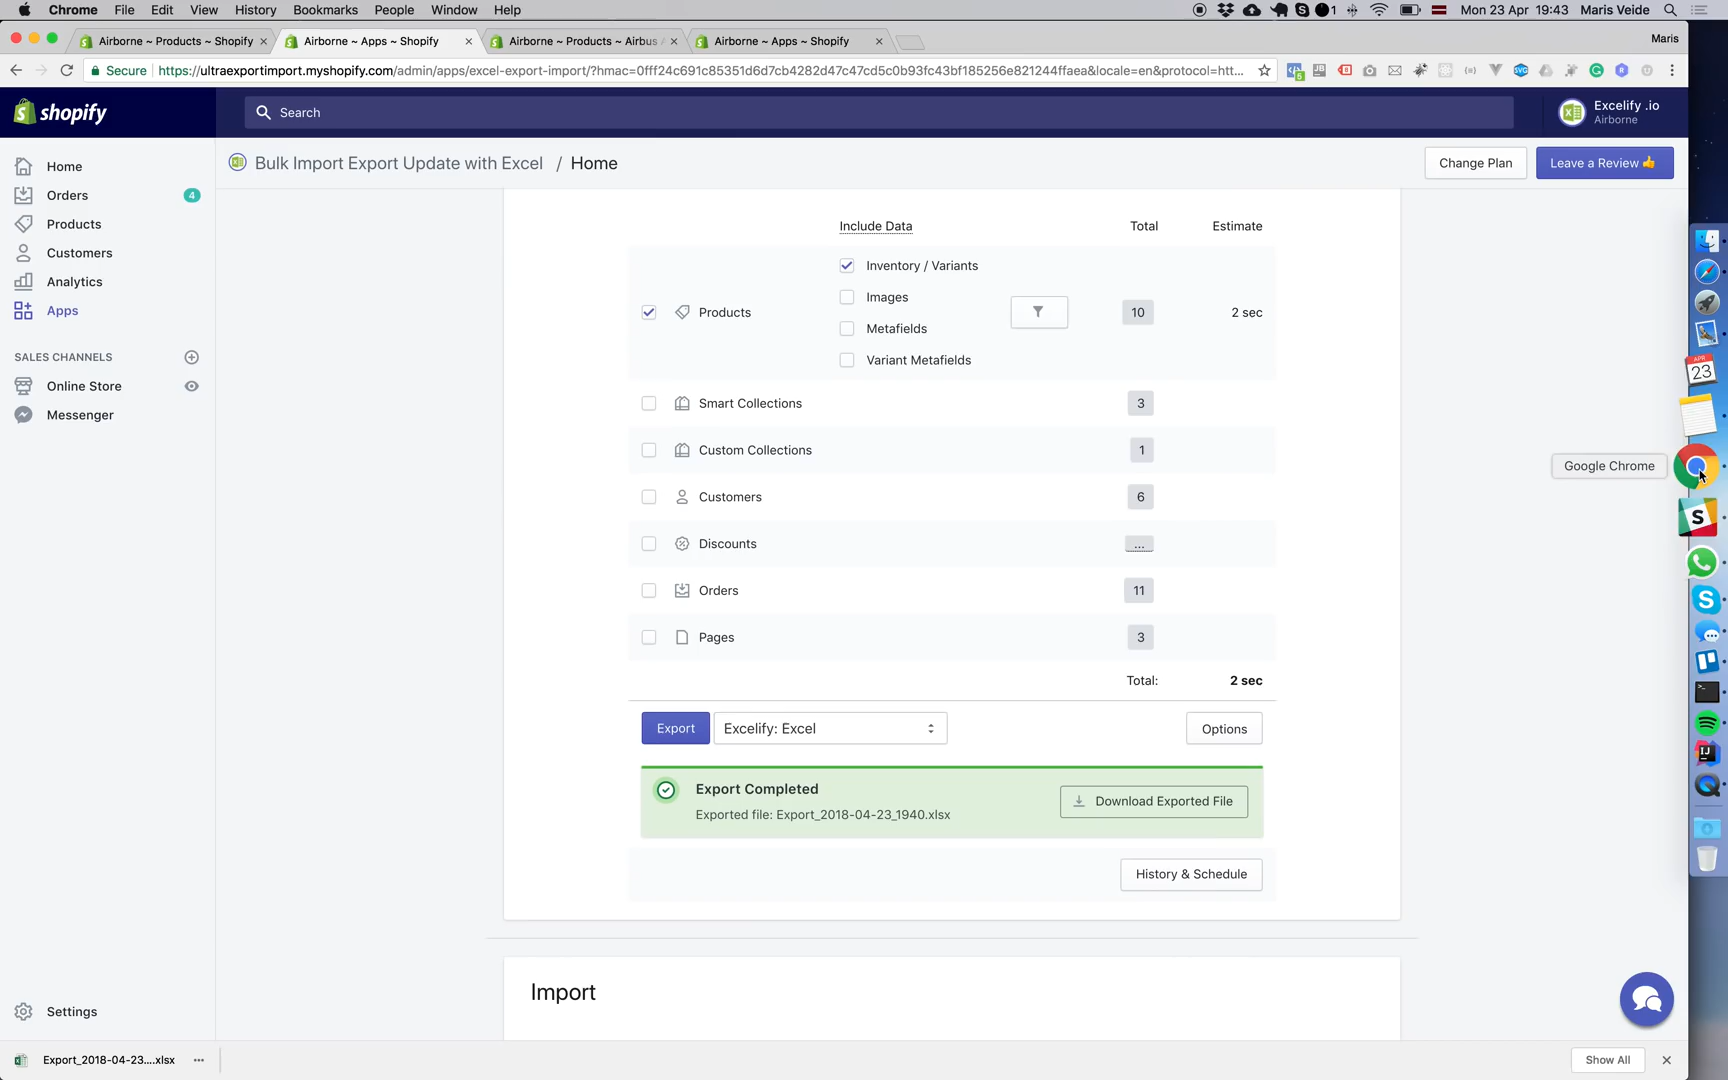 Chrome File Edit View History Bookmarks People Window Help
1 Mon 23 Apr 19:43 Maris Veide
Airborne ~ Products ~ Shopify
Airborne ~ Apps ~ Shopify
Airborne ~ Products ~ Airbus
Airborne ~ Apps ~ Shopify
Maris
Secure https://ultraexportimport.myshopify.com/admin/apps/excel-export-import/?hmac=0fff24c691c85351d6d7cb4282d47c47cd5c0b93fc43bf185256e821244ffaea&locale=en&protocol=htt...
shopify
Search
Excelify .io
Airborne
Home
Orders 4
Products
Customers
Analytics
Apps
SALES CHANNELS
Online Store
Messenger
Settings
Bulk Import Export Update with Excel / Home
Change Plan
Leave a Review
Include Data Total Estimate
Products
Inventory / Variants
Images
Metafields
Variant Metafields
10 2 sec
Smart Collections 3
Custom Collections 1
Customers 6
Discounts ...
Orders 11
Pages 3
Total: 2 sec
Export Excelify: Excel Options
Export Completed
Exported file: Export_2018-04-23_1940.xlsx
Download Exported File
History & Schedule
Import
Google Chrome
APR
23
S
S
IJ
Export_2018-04-23....xlsx
Show All